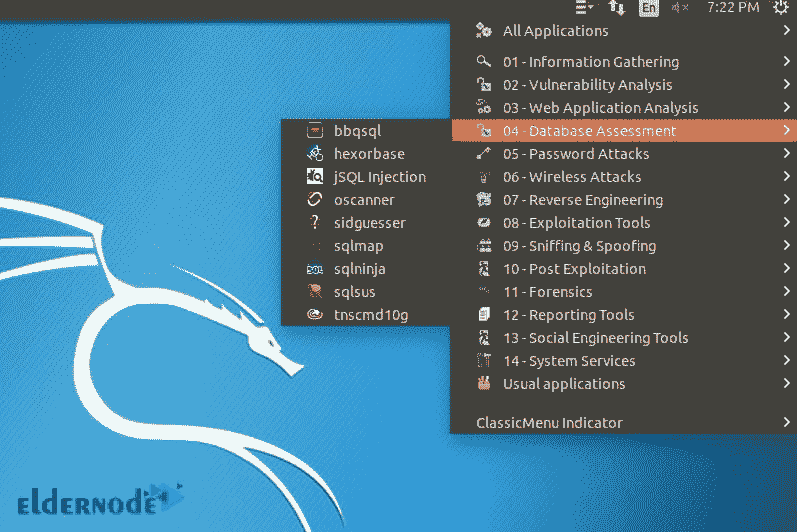 En
7:22 PM
All Applications
01 - Information Gathering
02 - Vulnerability Analysis
03 - Web Application Analysis
04 - Database Assessment
05 - Password Attacks
06 - Wireless Attacks
07 - Reverse Engineering
08 - Exploitation Tools
09 - Sniffing & Spoofing
10 - Post Exploitation
11 - Forensics
12 - Reporting Tools
13 - Social Engineering Tools
14 - System Services
Usual applications
ClassicMenu Indicator
bbqsql
hexorbase
jSQL Injection
oscanner
sidguesser
sqlmap
sqlninja
sqlsus
tnscmd10g
eldernode